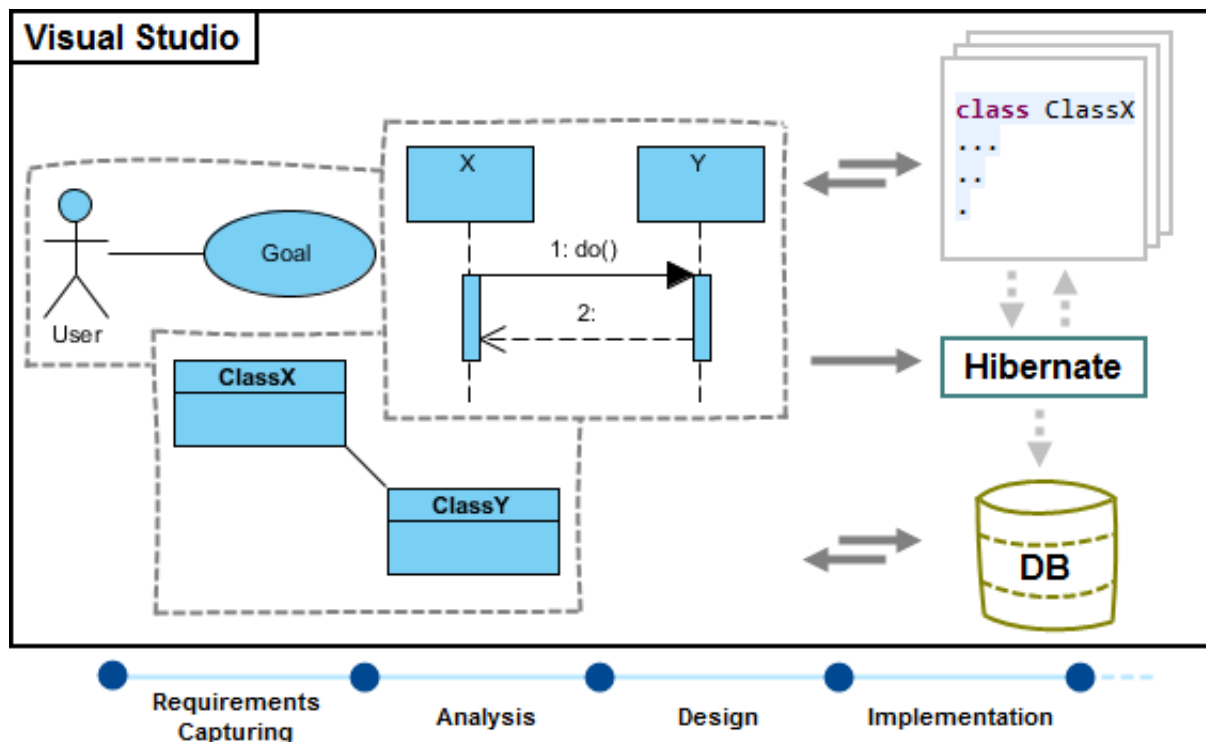 Visual Studio
class ClassX
...
..
.
X
Y
Goal
1: do()
2:
User
ClassX
Hibernate
ClassY
DB
Requirements
Capturing
Analysis
Design
Implementation